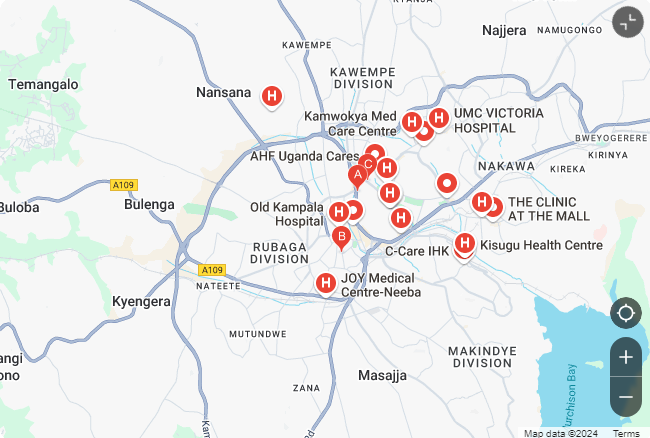 KYANJA
Najjera
NAMUGONGO
KAWEMPE
KAWEMPE
DIVISION
Temangalo
Nansana
H
Kamwokya Med
Care Centre
H
H
UMC VICTORIA
HOSPITAL
BWEYOGERERE
KIRINYA
AHF Uganda Cares
C
H
NAKAWA
KIREKA
A
A109
H
Buloba
Bulenga
Old Kampala
Hospital
H
H
H
THE CLINIC
AT THE MALL
B
RUBAGA
DIVISION
C-Care IHK
H
Kisugu Health Centre
A109
NATEETE
H
JOY Medical
Centre-Neeba
Kyengera
MUTUNDWE
MAKINDYE
DIVISION
Masajja
ZANA
Murchison Bay
+
−
Map data ©2024
Terms